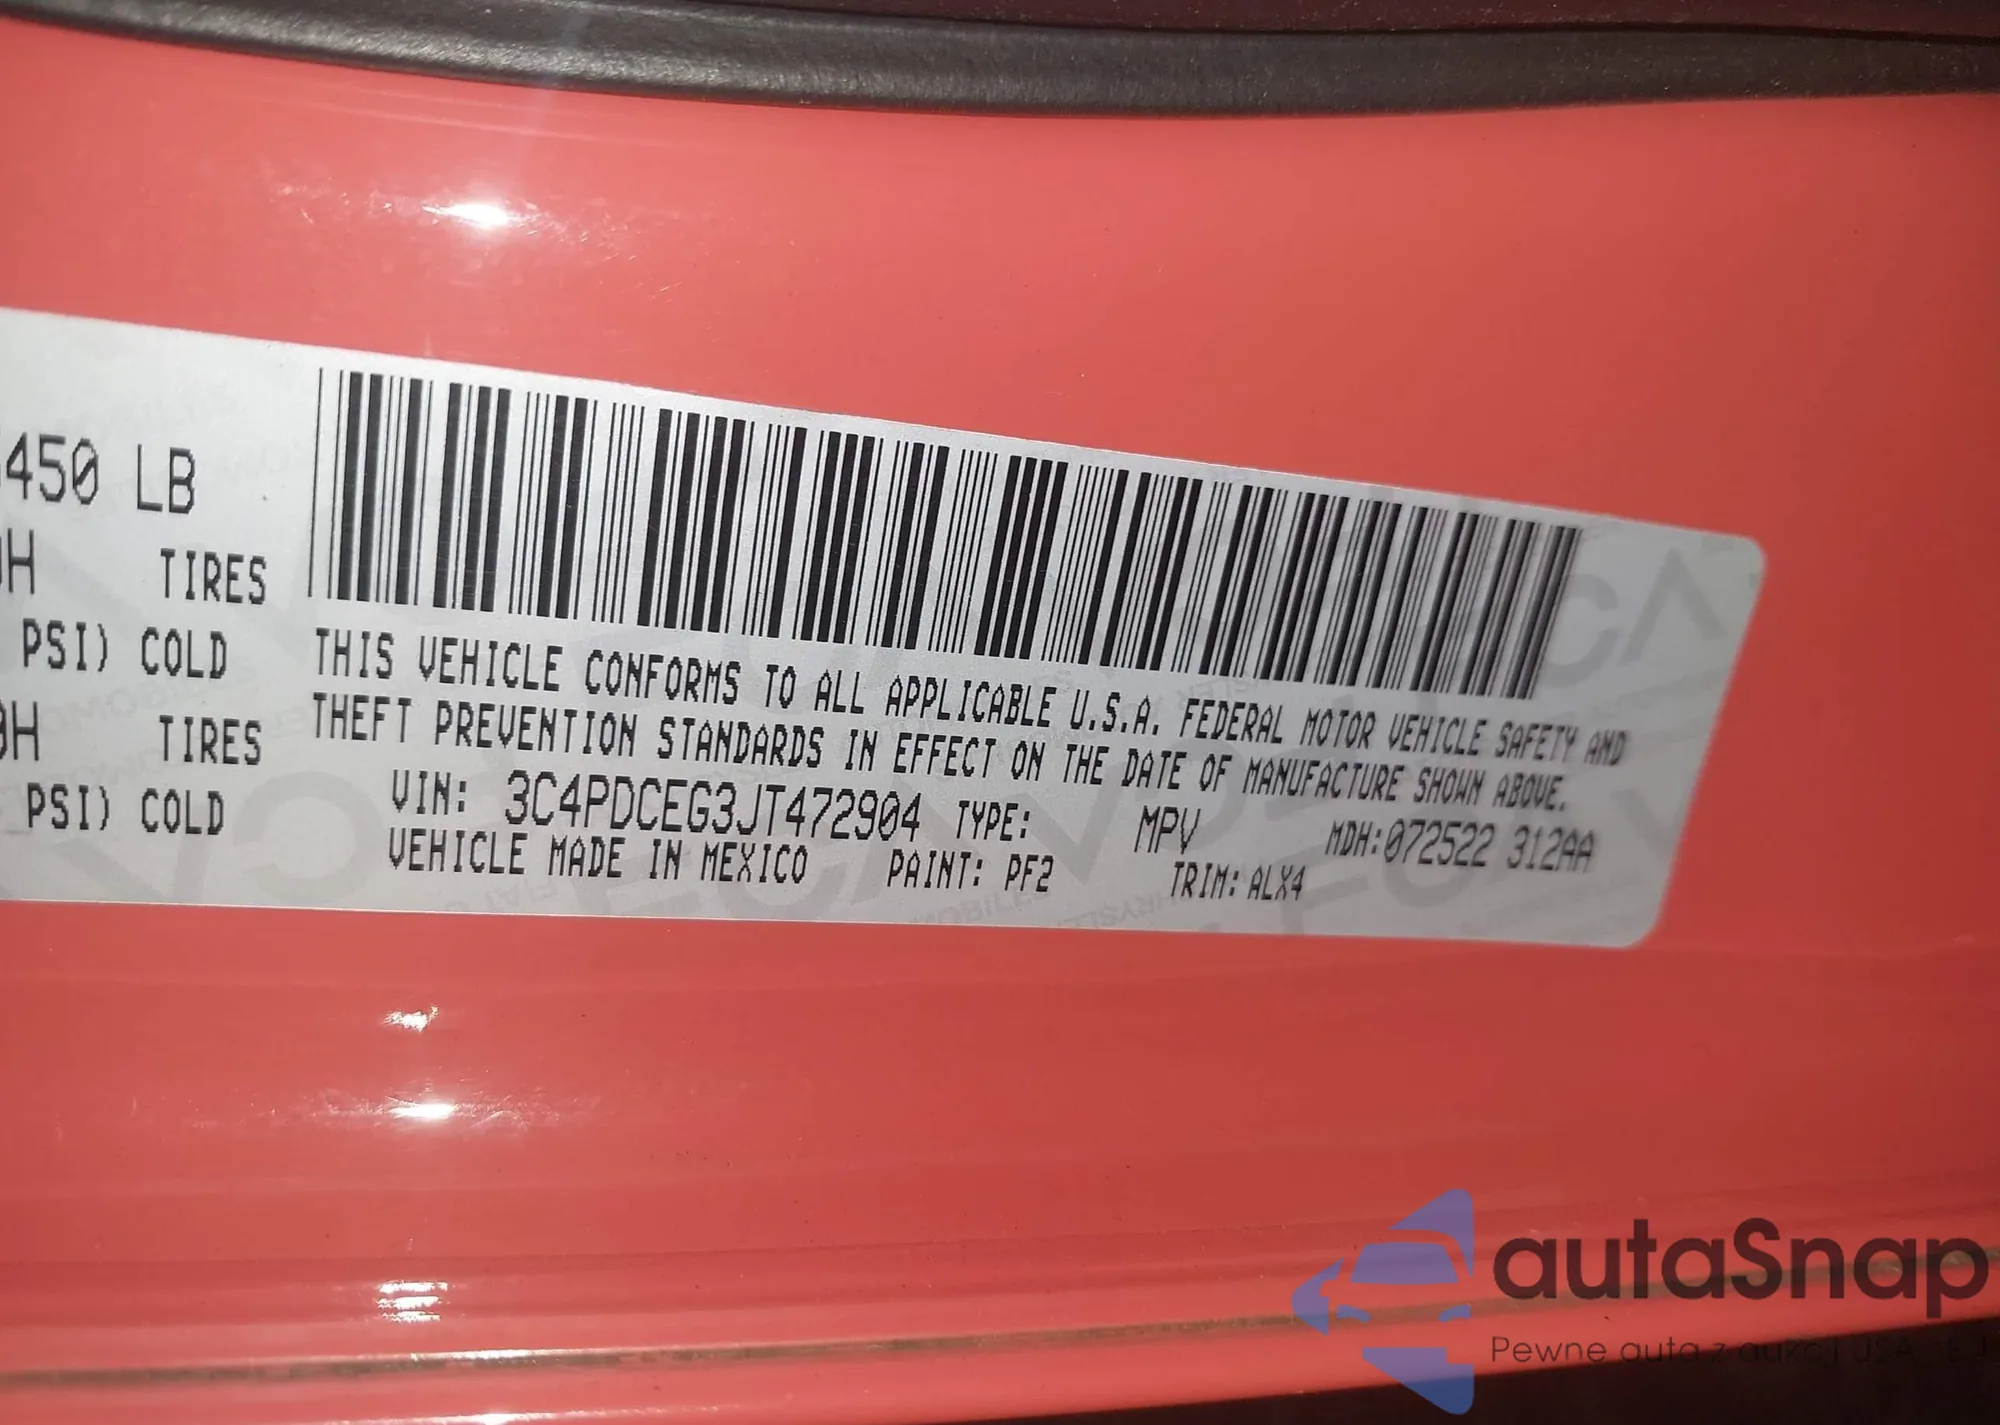 450 LB
H TIRES
PSI) COLD
0H TIRES
PSI) COLD
THIS VEHICLE CONFORMS TO ALL APPLICABLE U.S.A. FEDERAL MOTOR VEHICLE SAFETY AND
THEFT PREVENTION STANDARDS IN EFFECT ON THE DATE OF MANUFACTURE SHOWN ABOVE.
VIN: 3C4PDCEG3JT472904 TYPE: MPV MDH:072522 312AA
VEHICLE MADE IN MEXICO PAINT: PF2 TRIM: ALX4
autaSnap
Pewne auta z aukcji USA